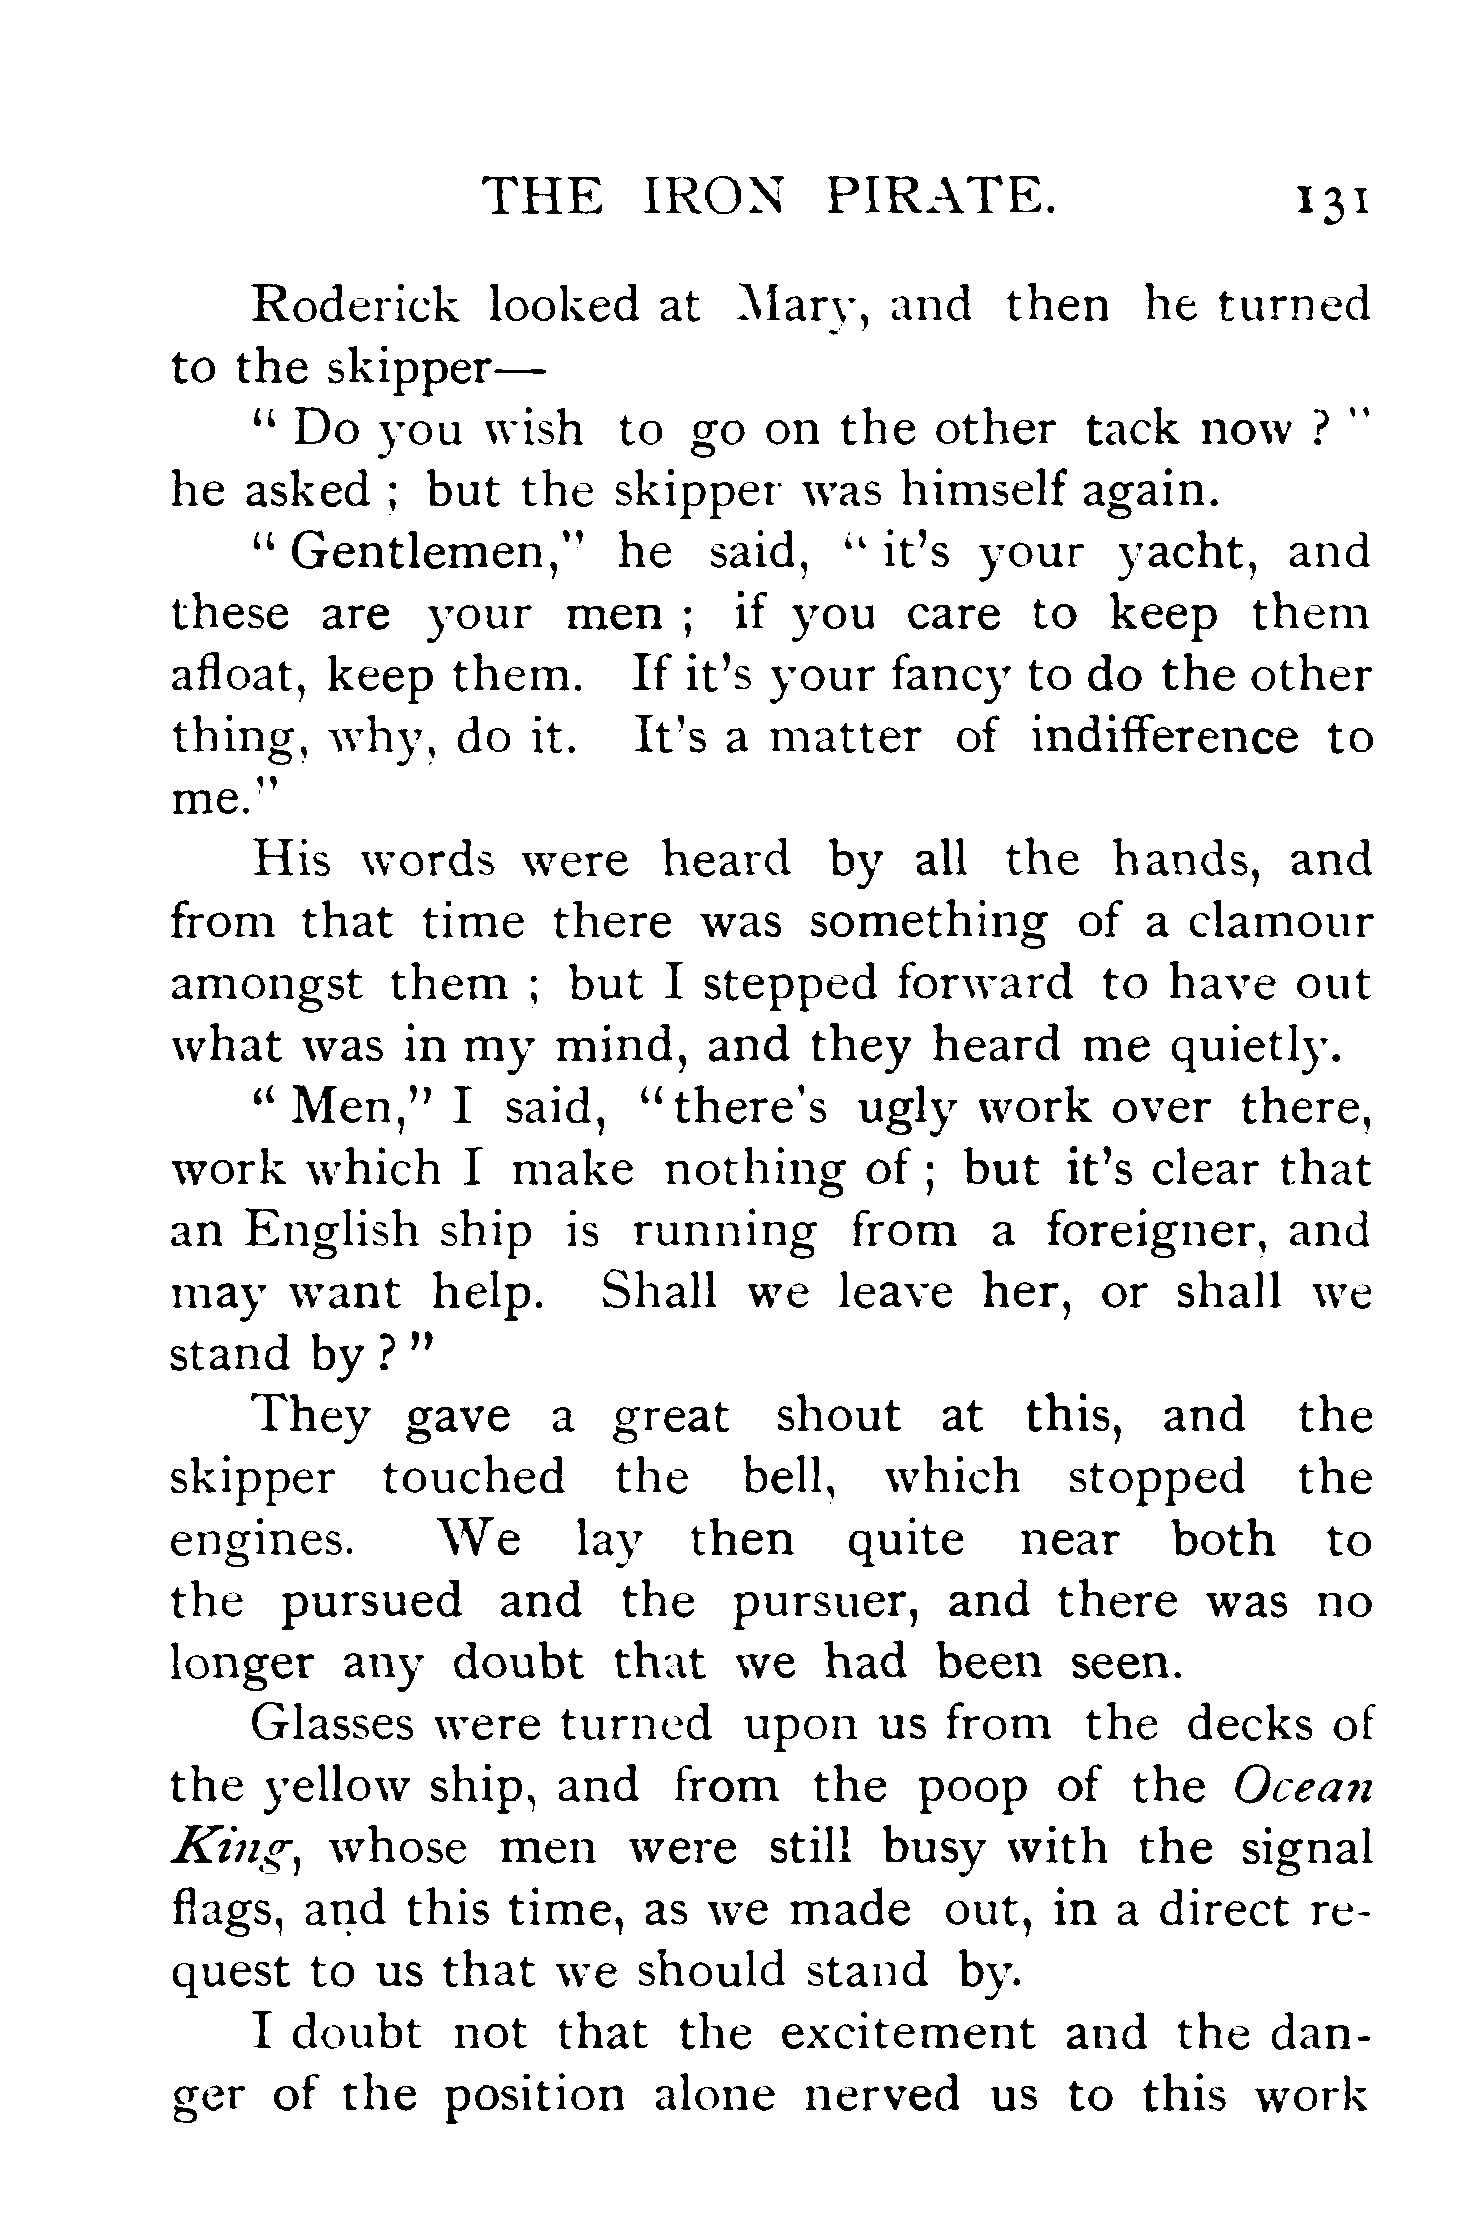 THE IRON PIRATE. 131
Roderick looked at Mary, and then he turned
to the skipper—
" Do you wish to go on the other tack now ? "
he asked ; but the skipper was himself again.
" Gentlemen," he said, " it's your yacht, and
these are your men ; if you care to keep them
afloat, keep them. If it's your fancy to do the other
thing, why, do it. It's a matter of indifference to
me."
His words were heard by all the hands, and
from that time there was something of a clamour
amongst them ; but I stepped forward to have out
what was in my mind, and they heard me quietly.
" Men," I said, " there's ugly work over there,
work which I make nothing of ; but it's clear that
an English ship is running from a foreigner, and
may want help. Shall we leave her, or shall we
stand by ? "
They gave a great shout at this, and the
skipper touched the bell, which stopped the
engines. We lay then quite near both to
the pursued and the pursuer, and there was no
longer any doubt that we had been seen.
Glasses were turned upon us from the decks of
the yellow ship, and from the poop of the Ocean
King, whose men were still busy with the signal
flags, and this time, as we made out, in a direct re-
quest to us that we should stand by.
I doubt not that the excitement and the dan-
ger of the position alone nerved us to this work